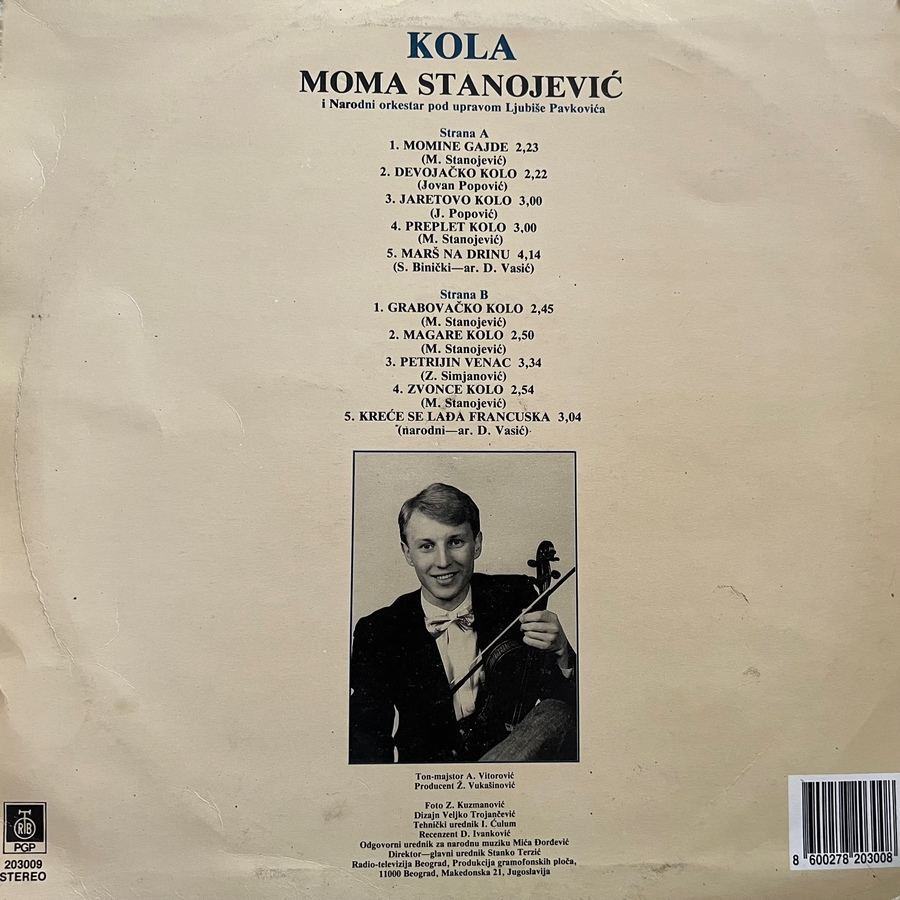 KOLA
MOMA STANOJEVIĆ
i Narodni orkestar pod upravom Ljubiše Pavkovića
Strana A
1. MOMINE GAJDE 2,23
(M. Stanojević)
2. DEVOJAČKO KOLO 2,22
(Jovan Popović)
3. JARETOVO KOLO 3,00
(J. Popović)
4. PREPLET KOLO 3,00
(M. Stanojević)
5. MARŠ NA DRINU 4,14
(S. Binički—ar. D. Vasić)
Strana B
1. GRABOVAČKO KOLO 2,45
(M. Stanojević)
2. MAGARE KOLO 2,50
(M. Stanojević)
3. PETRIJIN VENAC 3,34
(Z. Simjanović)
4. ZVONCE KOLO 2,54
(M. Stanojević)
5. KREĆE SE LAĐA FRANCUSKA 3,04
(narodni—ar. D. Vasić)
Ton-majstor A. Vitorović
Producent Ž. Vukašinović
Foto Z. Kuzmanović
Dizajn Veljko Trojančević
Tehnički urednik I. Ćulum
Recenzent D. Ivanković
Odgovorni urednik za narodnu muziku Mića Đorđević
Direktor—glavni urednik Stanko Terzić
Radio-televizija Beograd, Produkcija gramofonskih ploča,
11000 Beograd, Makedonska 21, Jugoslavija
RTB
PGP
203009
STEREO
8 600278 203008